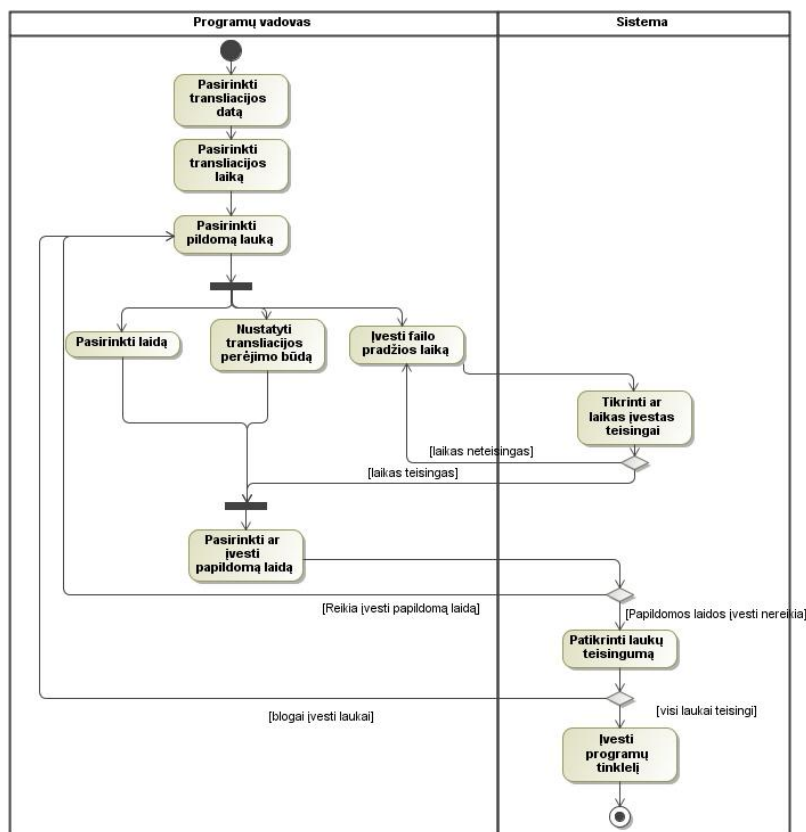 Programų vadovas
Sistema
Pasirinkti
transliacijos
datą
Pasirinkti
transliacijos
laiką
Pasirinkti
pildomą lauką
Pasirinkti laidą
Nustatyti
transliacijos
perėjimo būdą
Įvesti failo
pradžios laiką
Tikrinti ar
laikas įvestas
teisingai
[laikas neteisingas]
[laikas teisingas]
Pasirinkti ar
įvesti
papildomą laidą
[Reikia įvesti papildomą laidą]
[Papildomos laidos įvesti nereikia]
Patikrinti laukų
teisingumą
[blogai įvesti laukai]
[visi laukai teisingi]
Įvesti
programų
tinklelį